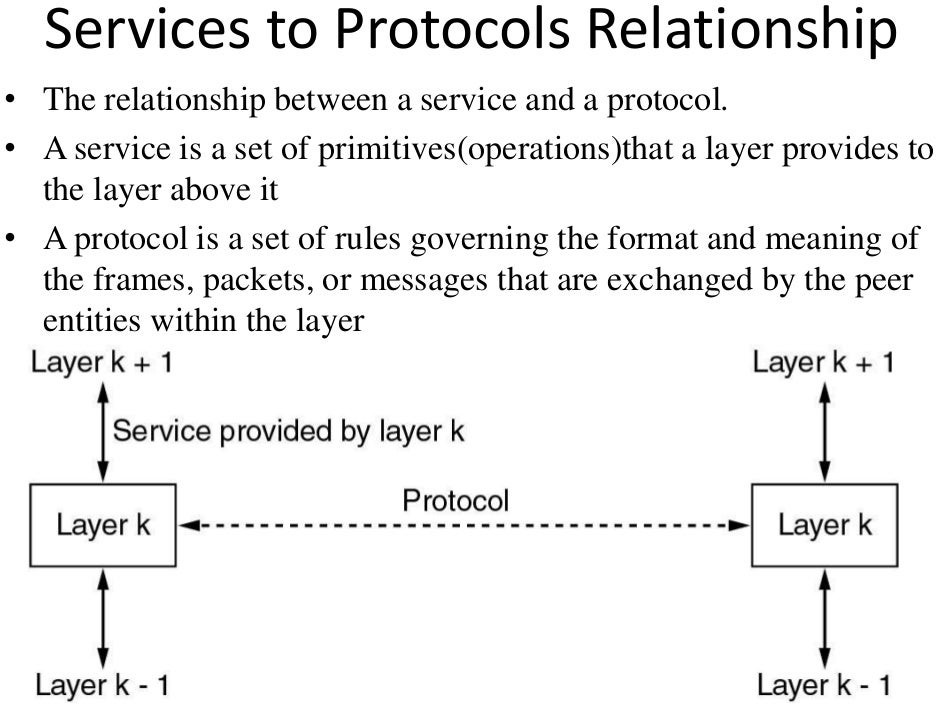 Services to Protocols Relationship
• The relationship between a service and a protocol.
• A service is a set of primitives(operations)that a layer provides to
the layer above it
• A protocol is a set of rules governing the format and meaning of
the frames, packets, or messages that are exchanged by the peer
entities within the layer
Layer k + 1
Layer k + 1
Service provided by layer k
Protocol
Layer k
Layer k
Layer k - 1
Layer k - 1